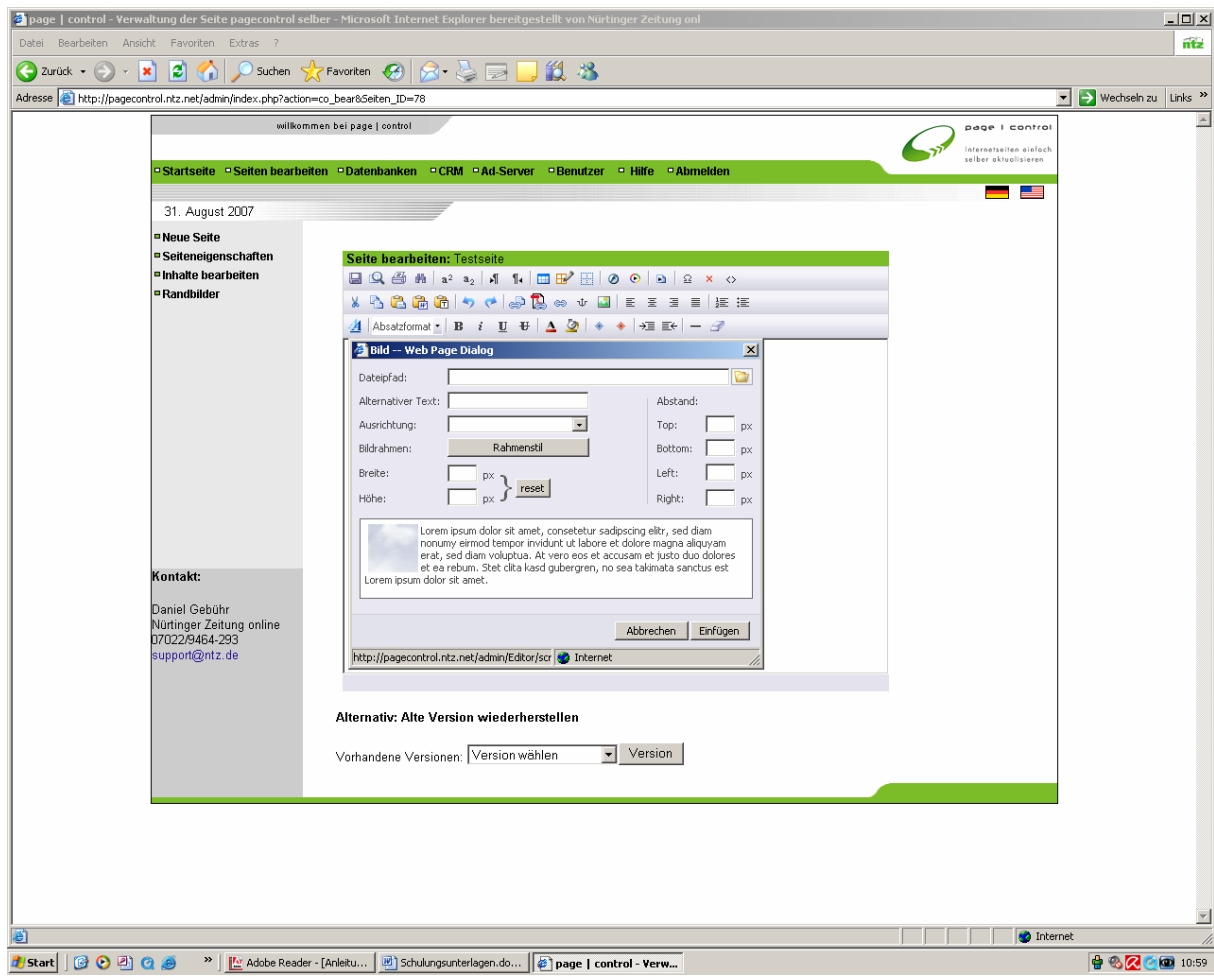 page | control - Verwaltung der Seite pagecontrol selber - Microsoft Internet Explorer bereitgestellt von Nürtinger Zeitung onl
Datei Bearbeiten Ansicht Favoriten Extras ?
ntz
Zurück Suchen Favoriten
Adresse http://pagecontrol.ntz.net/admin/index.php?action=co_bear&Seiten_ID=78 Wechseln zu Links »
willkommen bei page | control
page | control
Internetseiten einfach
selber aktualisieren
Startseite Seiten bearbeiten Datenbanken CRM Ad-Server Benutzer Hilfe Abmelden
31. August 2007
Neue Seite
Seiteneigenschaften
Inhalte bearbeiten
Randbilder
Seite bearbeiten: Testseite
Absatzformat B i U
Bild -- Web Page Dialog
Dateipfad:
Alternativer Text: Abstand:
Ausrichtung: Top: px
Bildrahmen: Rahmenstil Bottom: px
Breite: px Left: px
reset
Höhe: px Right: px
Lorem ipsum dolor sit amet, consetetur sadipscing elitr, sed diam
nonumy eirmod tempor invidunt ut labore et dolore magna aliquyam
erat, sed diam voluptua. At vero eos et accusam et justo duo dolores
et ea rebum. Stet clita kasd gubergren, no sea takimata sanctus est
Lorem ipsum dolor sit amet.
Abbrechen Einfügen
http://pagecontrol.ntz.net/admin/Editor/scr Internet
Kontakt:
Daniel Gebühr
Nürtinger Zeitung online
07022/9464-293
support@ntz.de
Alternativ: Alte Version wiederherstellen
Vorhandene Versionen: Version wählen Version
Internet
Start » Adobe Reader - [Anleitu... Schulungsunterlagen.do... page | control - Verw... 10:59